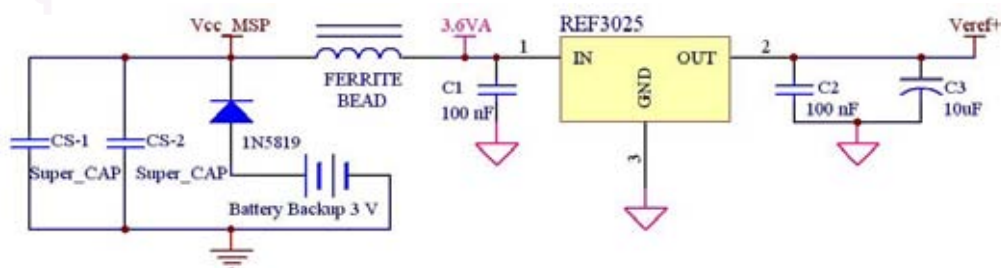 Vcc_MSP
3.6VA
REF3025
Veref+
1
IN
OUT
2
GND
3
FERRITE
BEAD
C1
100 nF
C2
100 nF
C3
10uF
CS-1
Super_CAP
CS-2
Super_CAP
1N5819
Battery Backup 3 V